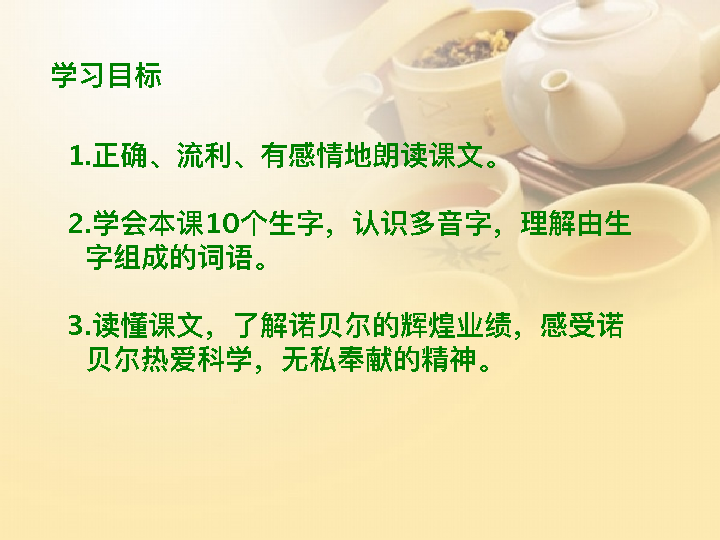 学习目标
1.正确、流利、有感情地朗读课文。
2.学会本课10个生字，认识多音字，理解由生
字组成的词语。
3.读懂课文，了解诺贝尔的辉煌业绩，感受诺
贝尔热爱科学，无私奉献的精神。